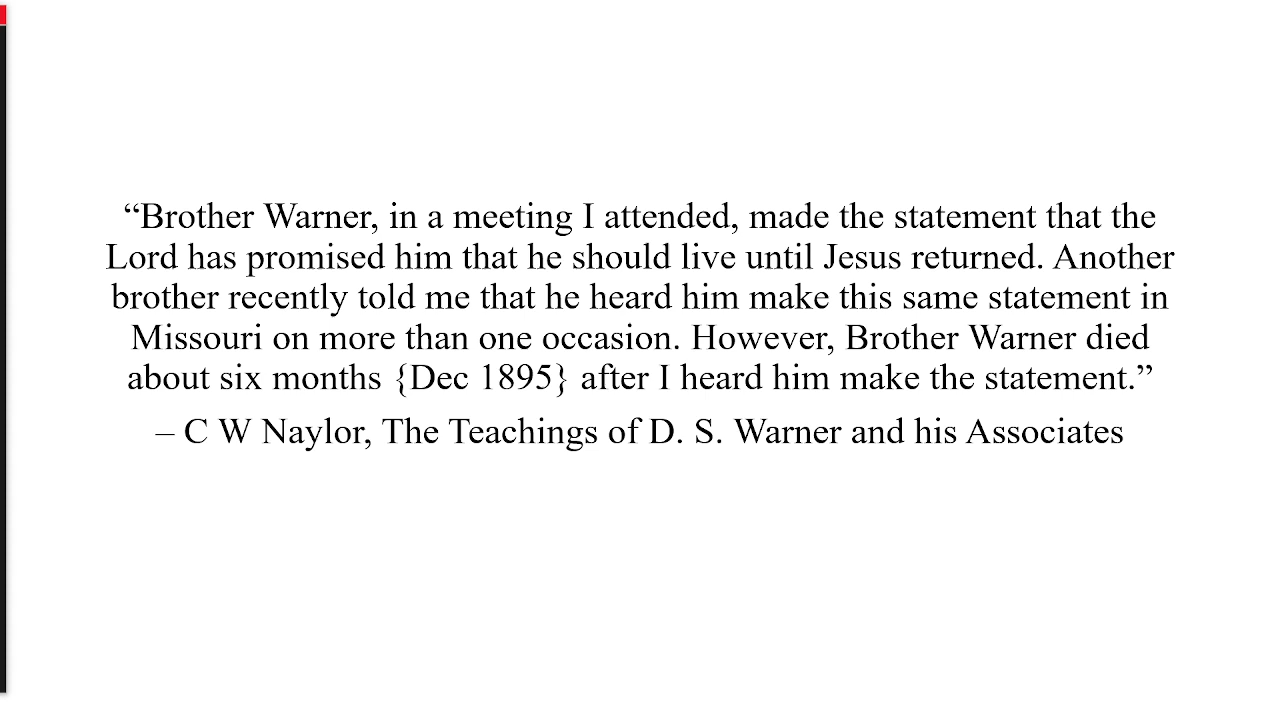 “Brother Warner, in a meeting I attended, made the statement that the
Lord has promised him that he should live until Jesus returned. Another
brother recently told me that he heard him make this same statement in
Missouri on more than one occasion. However, Brother Warner died
about six months {Dec 1895} after I heard him make the statement.”
– C W Naylor, The Teachings of D. S. Warner and his Associates